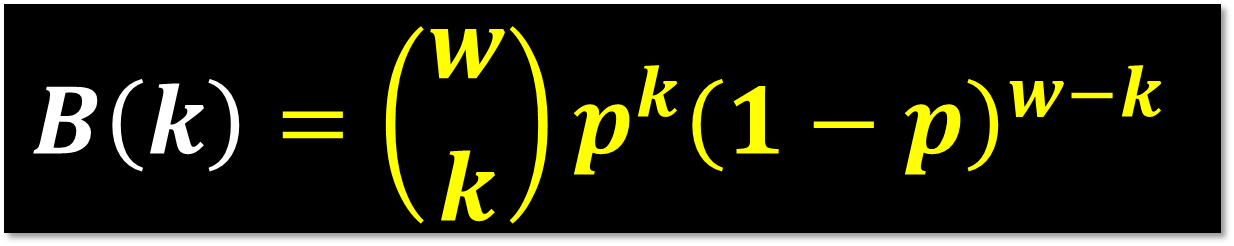 B(k) = (w k) p^k (1 − p)^{w−k}